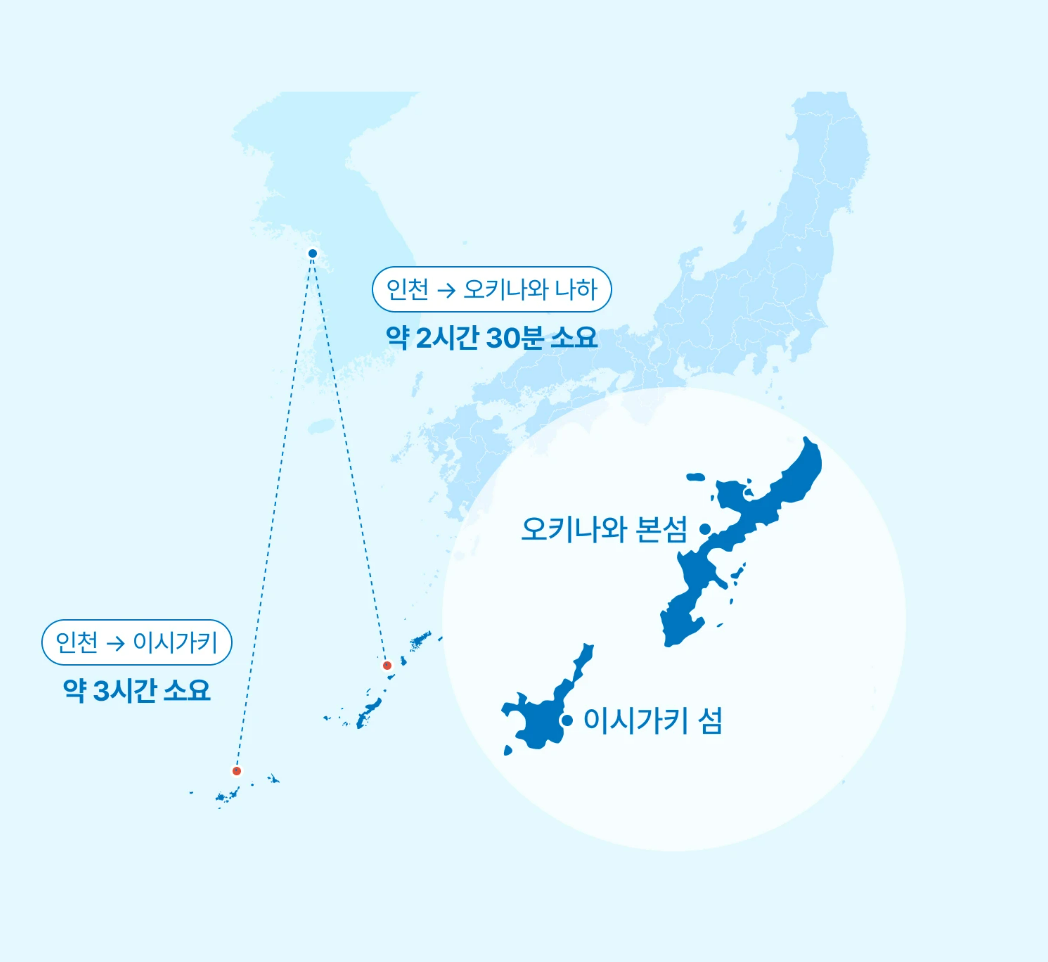 인천 → 오키나와 나하
약 2시간 30분 소요
오키나와 본섬
인천 → 이시가키
약 3시간 소요
이시가키 섬